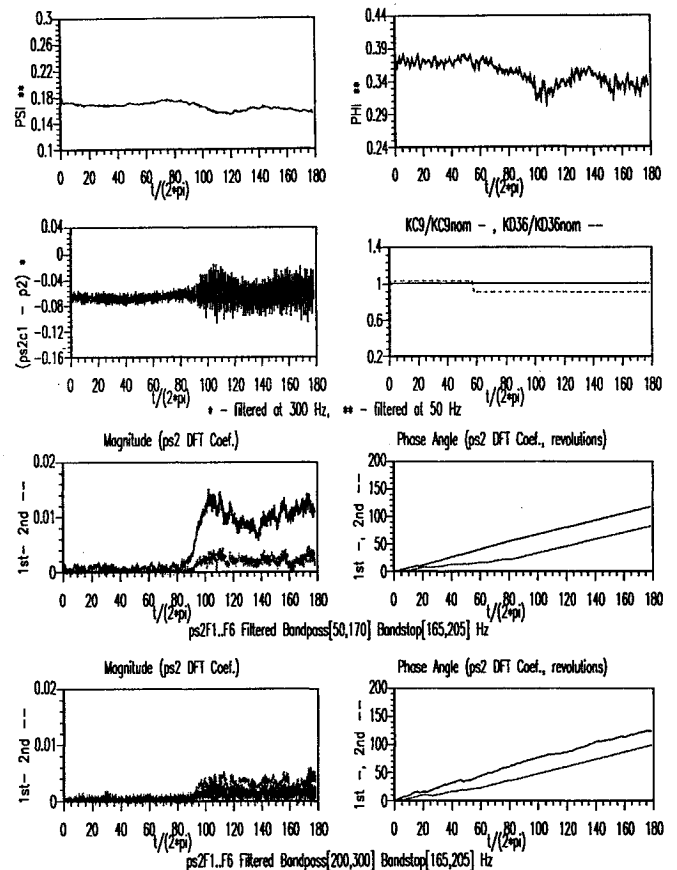 0.3
0.26
0.22
0.18
0.14
0.1
PSI **
0 20 40 60 80 100 120 140 160 180
t/(2*pi)
0.44
0.39
0.34
0.29
0.24
PHI **
0 20 40 60 80 100 120 140 160 180
t/(2*pi)
0.04
0
-0.04
-0.08
-0.12
-0.16
(ps2c1 - p2) *
0 20 40 60 80 100 120 140 160 180
t/(2*pi)
KC9/KC9nom - , KD36/KD36nom --
1.4
1
0.6
0.2
0 20 40 60 80 100 120 140 160 180
t/(2*pi)
* - filtered at 300 Hz, ** - filtered at 50 Hz
Magnitude (ps2 DFT Coef.)
0.02
0.01
0
1st- 2nd --
0 20 40 60 80 100 120 140 160 180
t/(2*pi)
Phase Angle (ps2 DFT Coef., revolutions)
200
150
100
50
0
1st -, 2nd --
0 20 40 60 80 100 120 140 160 180
t/(2*pi)
ps2F1..F6 Filtered Bandpass[50,170] Bandstop[165,205] Hz
Magnitude (ps2 DFT Coef.)
0.02
0.01
0
1st- 2nd --
0 20 40 60 80 100 120 140 160 180
t/(2*pi)
Phase Angle (ps2 DFT Coef., revolutions)
200
150
100
50
0
1st -, 2nd --
0 20 40 60 80 100 120 140 160 180
t/(2*pi)
ps2F1..F6 Filtered Bandpass[200,300] Bandstop[165,205] Hz